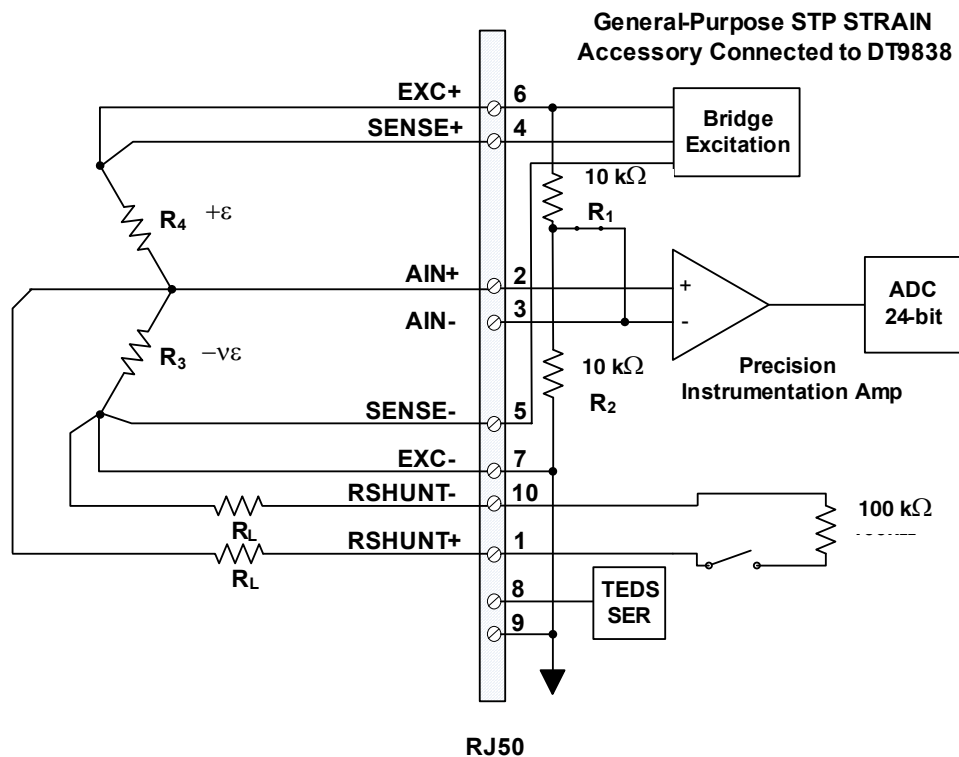 General-Purpose STP STRAIN
Accessory Connected to DT9838
EXC+ 6
SENSE+ 4
Bridge
Excitation
10 kΩ
R1
R4 +ε
AIN+ 2
+
ADC
24-bit
AIN- 3
-
R3 −νε
10 kΩ
R2
Precision
Instrumentation Amp
SENSE- 5
EXC- 7
RSHUNT- 10
RL
100 kΩ
RSHUNT+ 1
RL
8
TEDS
SER
9
RJ50